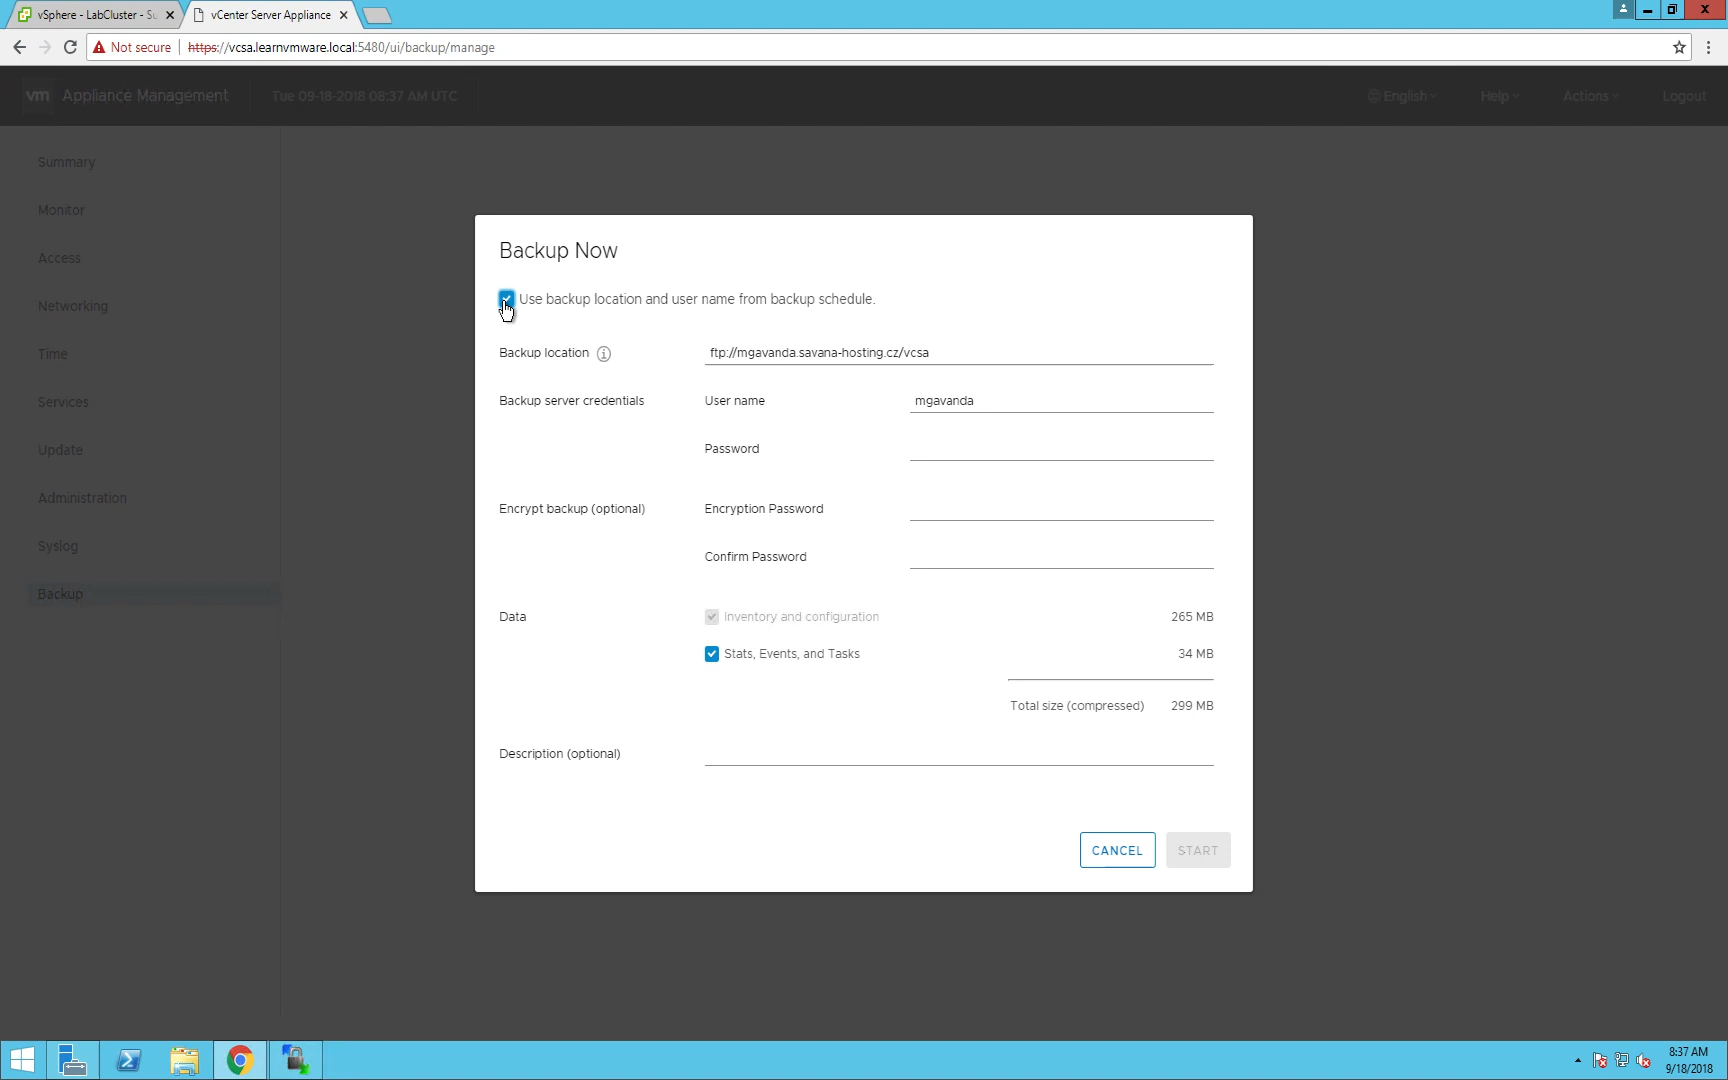 vSphere - LabCluster - Su
vCenter Server Appliance
Not secure
https://vcsa.learnvmware.local:5480/ui/backup/manage
vm
Appliance Management
Tue 09-18-2018 08:37 AM UTC
English
Help
Actions
Logout
Summary
Monitor
Access
Networking
Time
Services
Update
Administration
Syslog
Backup
Backup Now
Use backup location and user name from backup schedule.
Backup location
ftp://mgavanda.savana-hosting.cz/vcsa
Backup server credentials
User name
mgavanda
Password
Encrypt backup (optional)
Encryption Password
Confirm Password
Data
Inventory and configuration
265 MB
Stats, Events, and Tasks
34 MB
Total size (compressed)
299 MB
Description (optional)
CANCEL
START
8:37 AM
9/18/2018